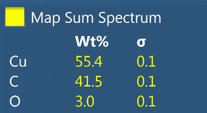 Map Sum Spectrum
Wt% σ
Cu 55.4 0.1
C 41.5 0.1
O 3.0 0.1